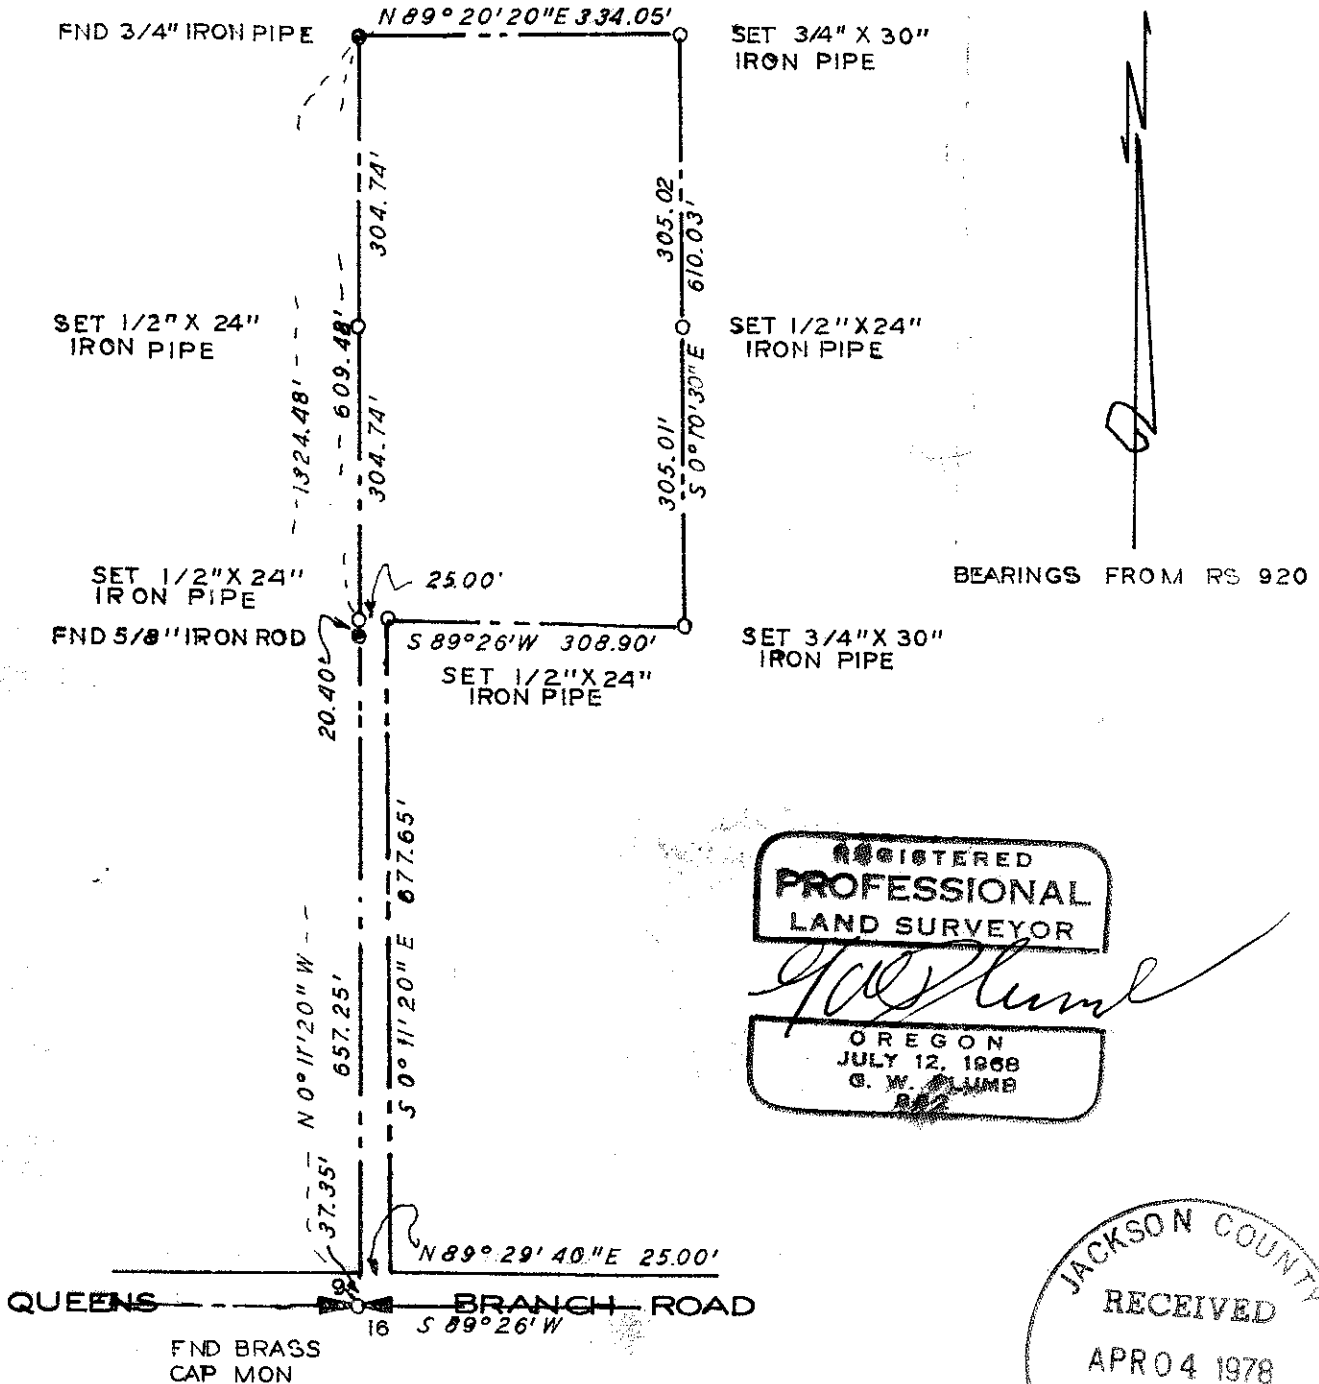 N 89° 20' 20" E 334.05'
FND 3/4" IRON PIPE
SET 3/4" X 30"
IRON PIPE
304.74'
305.02
610.03'
SET 1/2" X 24"
IRON PIPE
1324.48'
609.48'
SET 1/2" X 24"
IRON PIPE
304.74'
305.01'
S 0° 10' 30" E
BEARINGS FROM RS 920
SET 1/2" X 24"
IRON PIPE
25.00'
FND 5/8" IRON ROD
S 89° 26' W 308.90'
SET 3/4" X 30"
IRON PIPE
SET 1/2" X 24"
IRON PIPE
20.40'
S 0° 11' 20" E 677.65'
N 0° 11' 20" W
657.25'
37.35'
REGISTERED
PROFESSIONAL
LAND SURVEYOR
OREGON
JULY 12, 1968
G. W. PLUMB
N 89° 29' 40" E 25.00'
9
QUEENS BRANCH ROAD
16 S 89° 26' W
FND BRASS
CAP MON
JACKSON COUNTY
RECEIVED
APR 04 1978